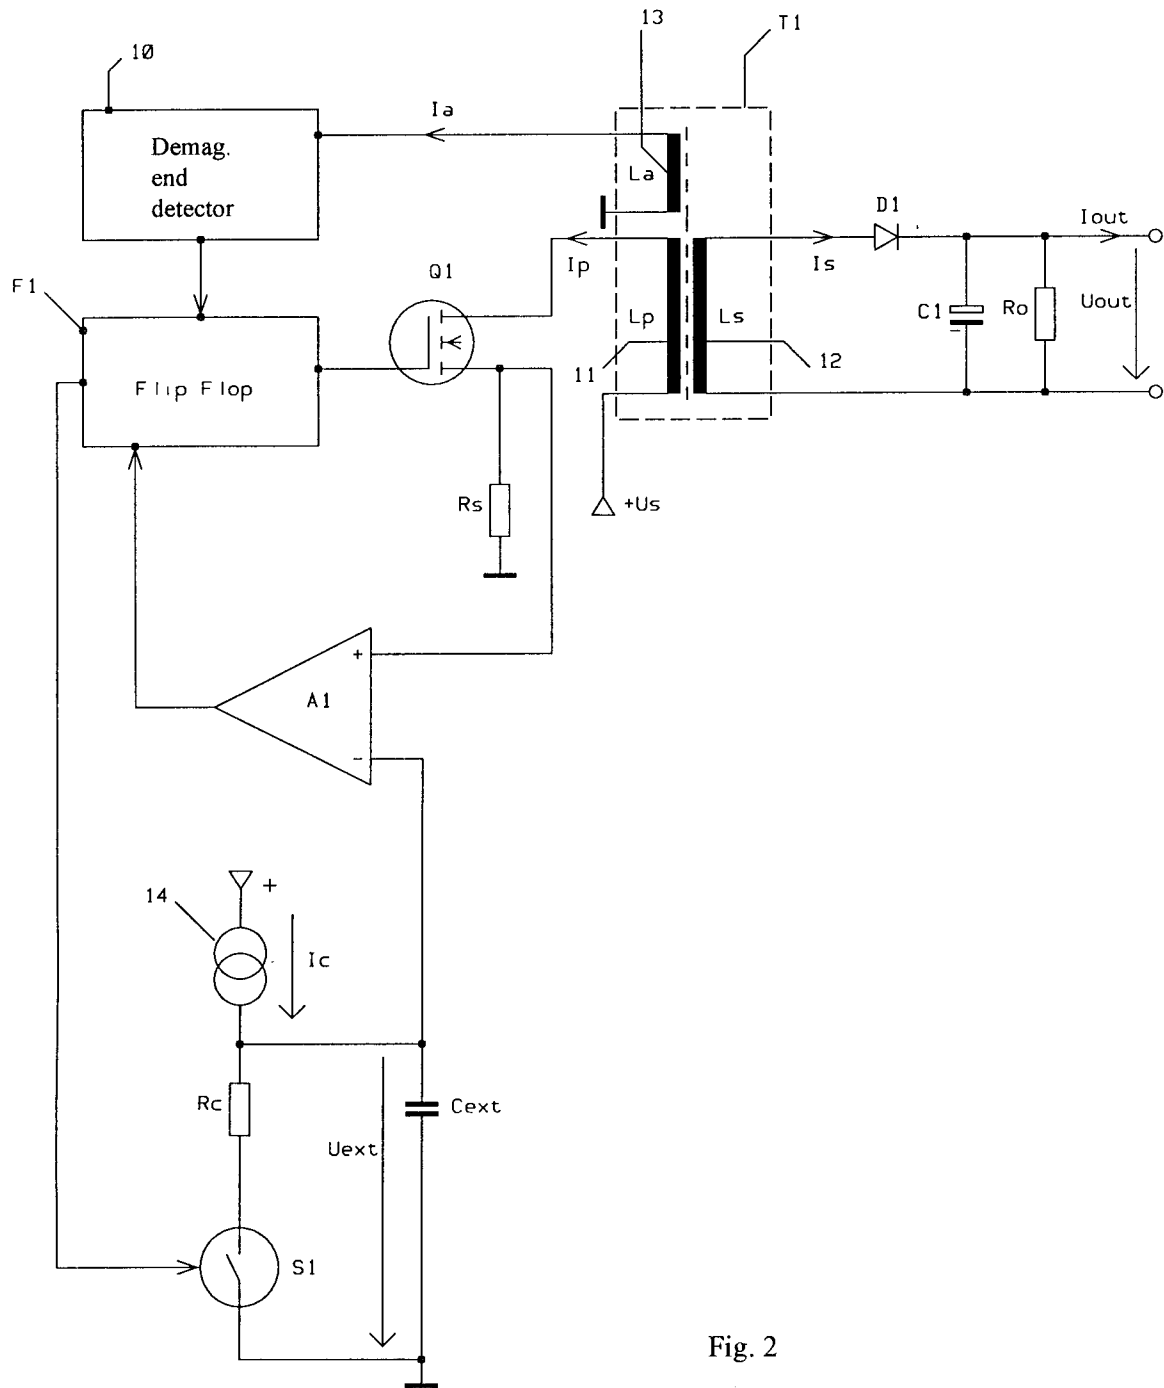 13
T1
10
Ia
Demag.
end
detector
La
D1
Iout
Ip
Is
Q1
F1
Lp
Ls
C1
Ro
Uout
11
12
Flip Flop
Rs
+Us
+
A1
-
+
14
Ic
Rc
Cext
Uext
S1
Fig. 2